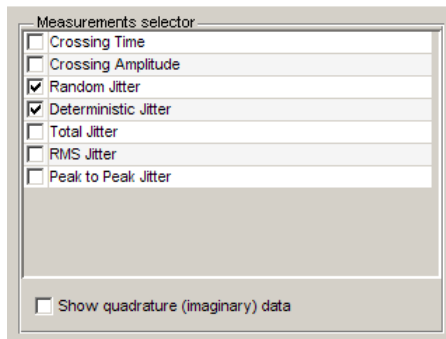 Measurements selector
Crossing Time
Crossing Amplitude
Random Jitter
Deterministic Jitter
Total Jitter
RMS Jitter
Peak to Peak Jitter
Show quadrature (imaginary) data